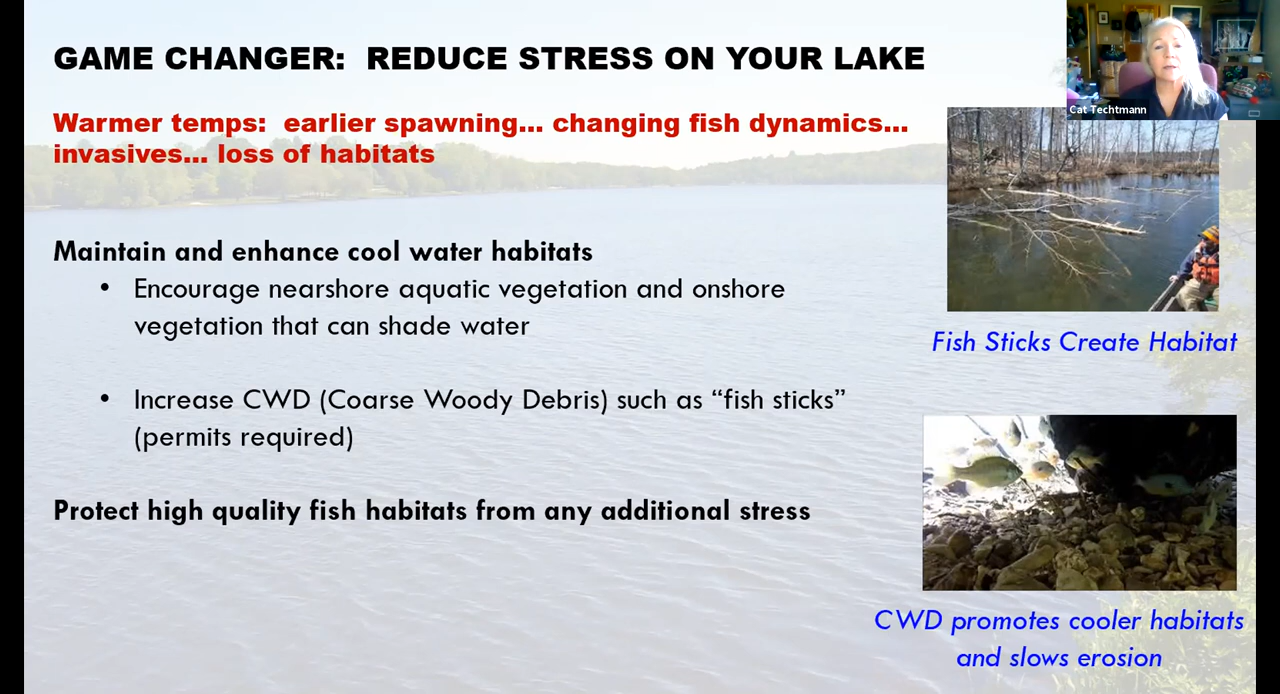 GAME CHANGER: REDUCE STRESS ON YOUR LAKE
Cat Techtmann
Warmer temps: earlier spawning... changing fish dynamics...
invasives... loss of habitats
Maintain and enhance cool water habitats
• Encourage nearshore aquatic vegetation and onshore
vegetation that can shade water
Fish Sticks Create Habitat
• Increase CWD (Coarse Woody Debris) such as “fish sticks”
(permits required)
Protect high quality fish habitats from any additional stress
CWD promotes cooler habitats
and slows erosion